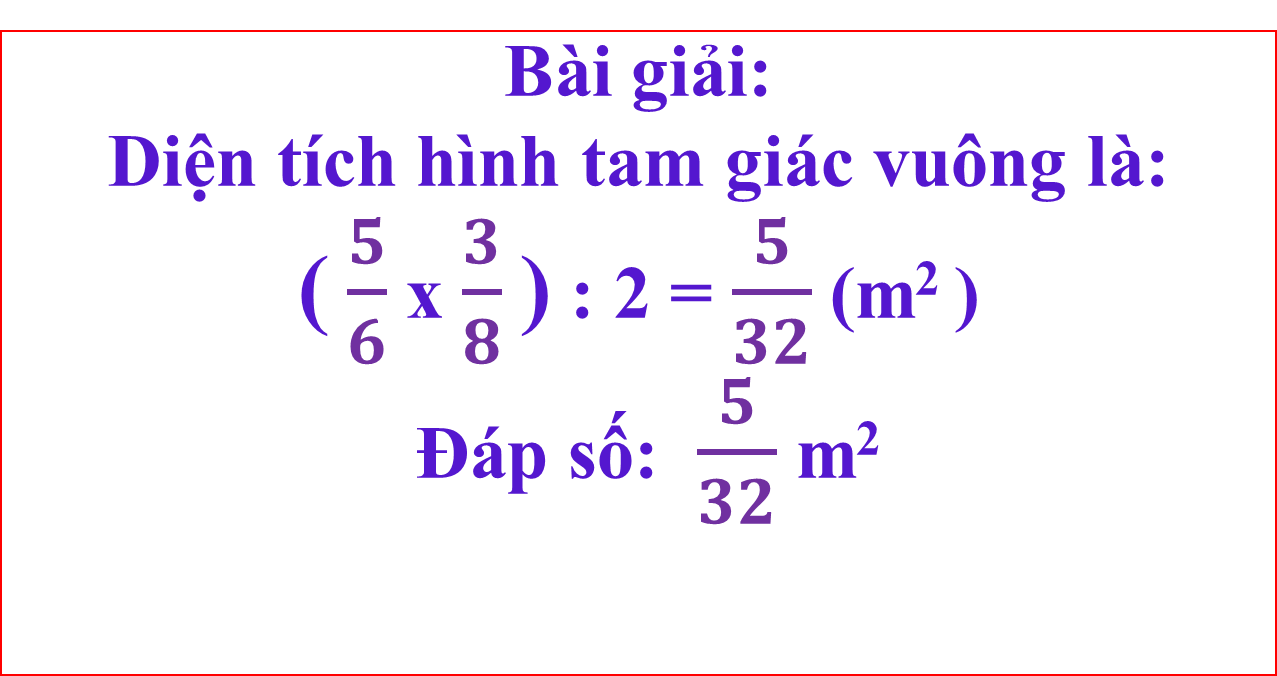 Bài giải:
Diện tích hình tam giác vuông là:
( 5/6 x 3/8 ) : 2 = 5/32 (m² )
Đáp số: 5/32 m²